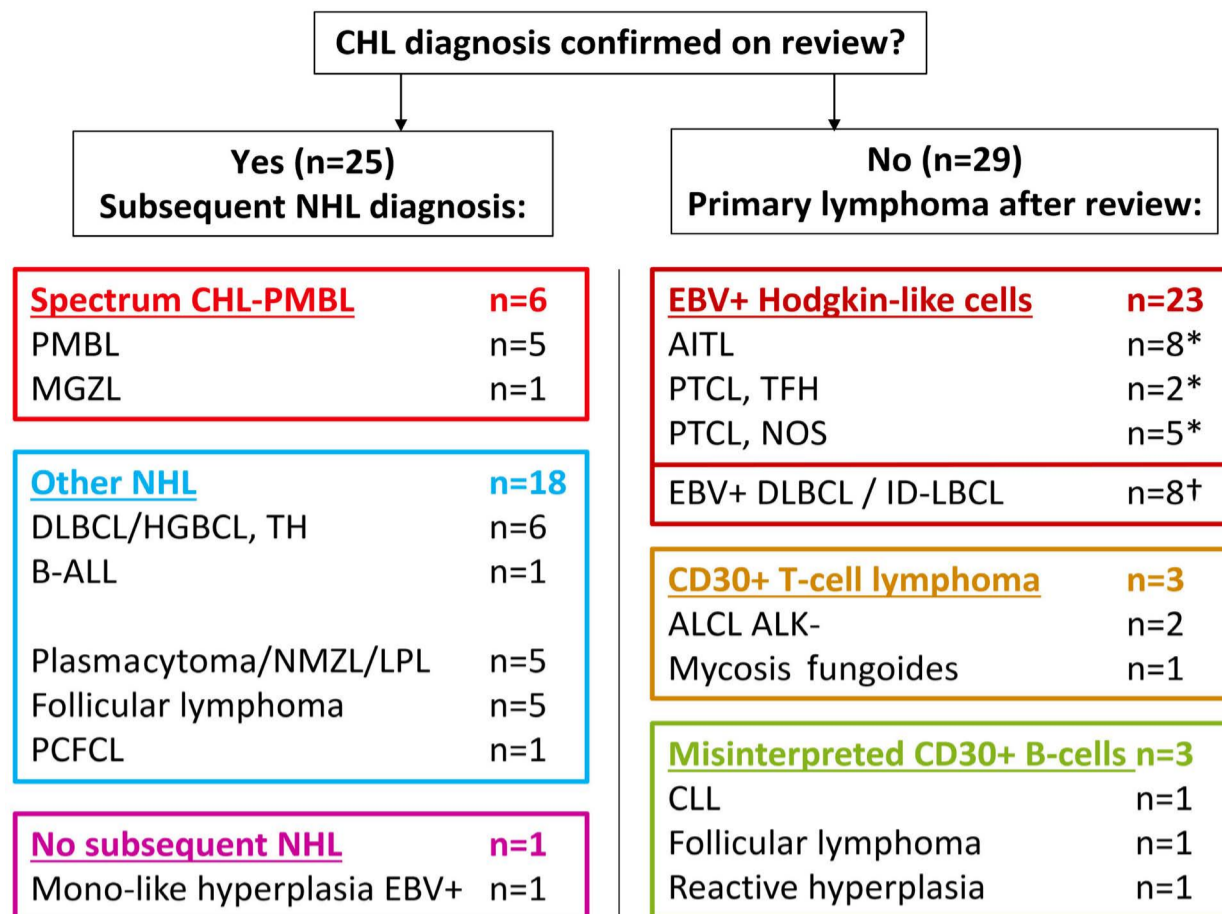 CHL diagnosis confirmed on review?
Yes (n=25)
Subsequent NHL diagnosis:
Spectrum CHL-PMBL n=6
PMBL n=5
MGZL n=1
Other NHL n=18
DLBCL/HGBCL, TH n=6
B-ALL n=1
Plasmacytoma/NMZL/LPL n=5
Follicular lymphoma n=5
PCFCL n=1
No subsequent NHL n=1
Mono-like hyperplasia EBV+ n=1
No (n=29)
Primary lymphoma after review:
EBV+ Hodgkin-like cells n=23
AITL n=8*
PTCL, TFH n=2*
PTCL, NOS n=5*
EBV+ DLBCL / ID-LBCL n=8†
CD30+ T-cell lymphoma n=3
ALCL ALK- n=2
Mycosis fungoides n=1
Misinterpreted CD30+ B-cells n=3
CLL n=1
Follicular lymphoma n=1
Reactive hyperplasia n=1